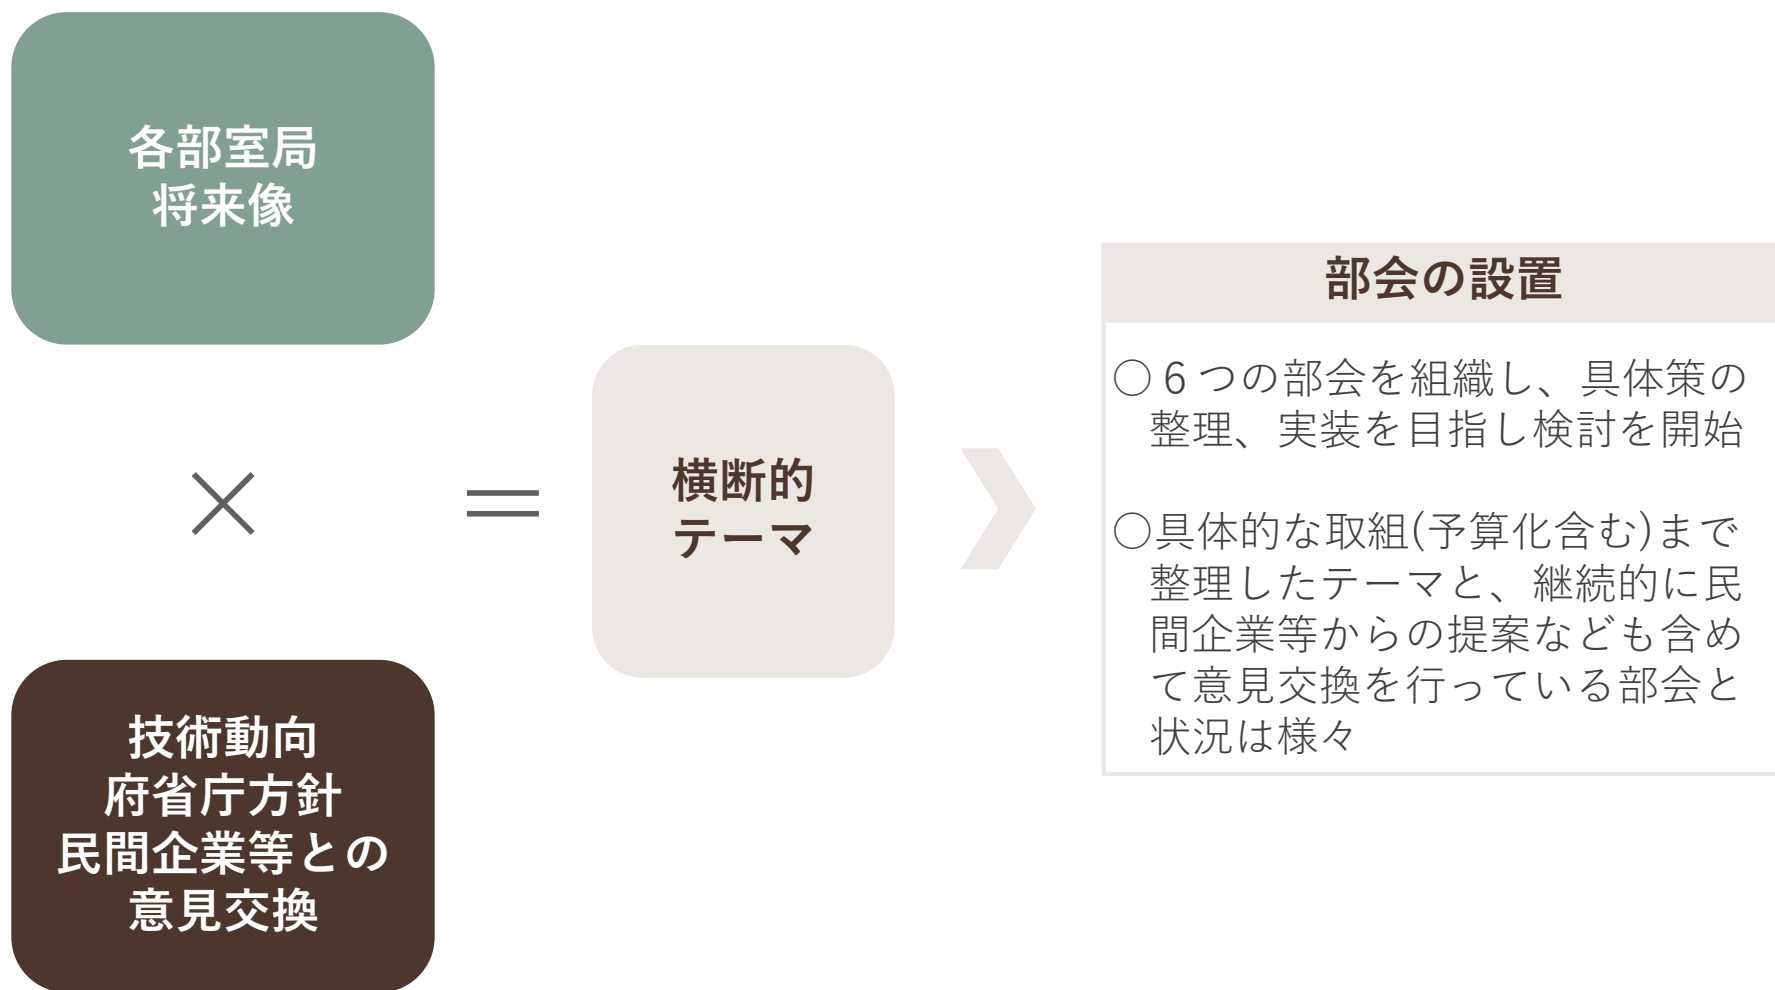 各部室局
将来像
×
技術動向
府省庁方針
民間企業等との
意見交換
＝
横断的
テーマ
部会の設置
○６つの部会を組織し、具体策の
整理、実装を目指し検討を開始
○具体的な取組(予算化含む)まで
整理したテーマと、継続的に民
間企業等からの提案なども含め
て意見交換を行っている部会と
状況は様々